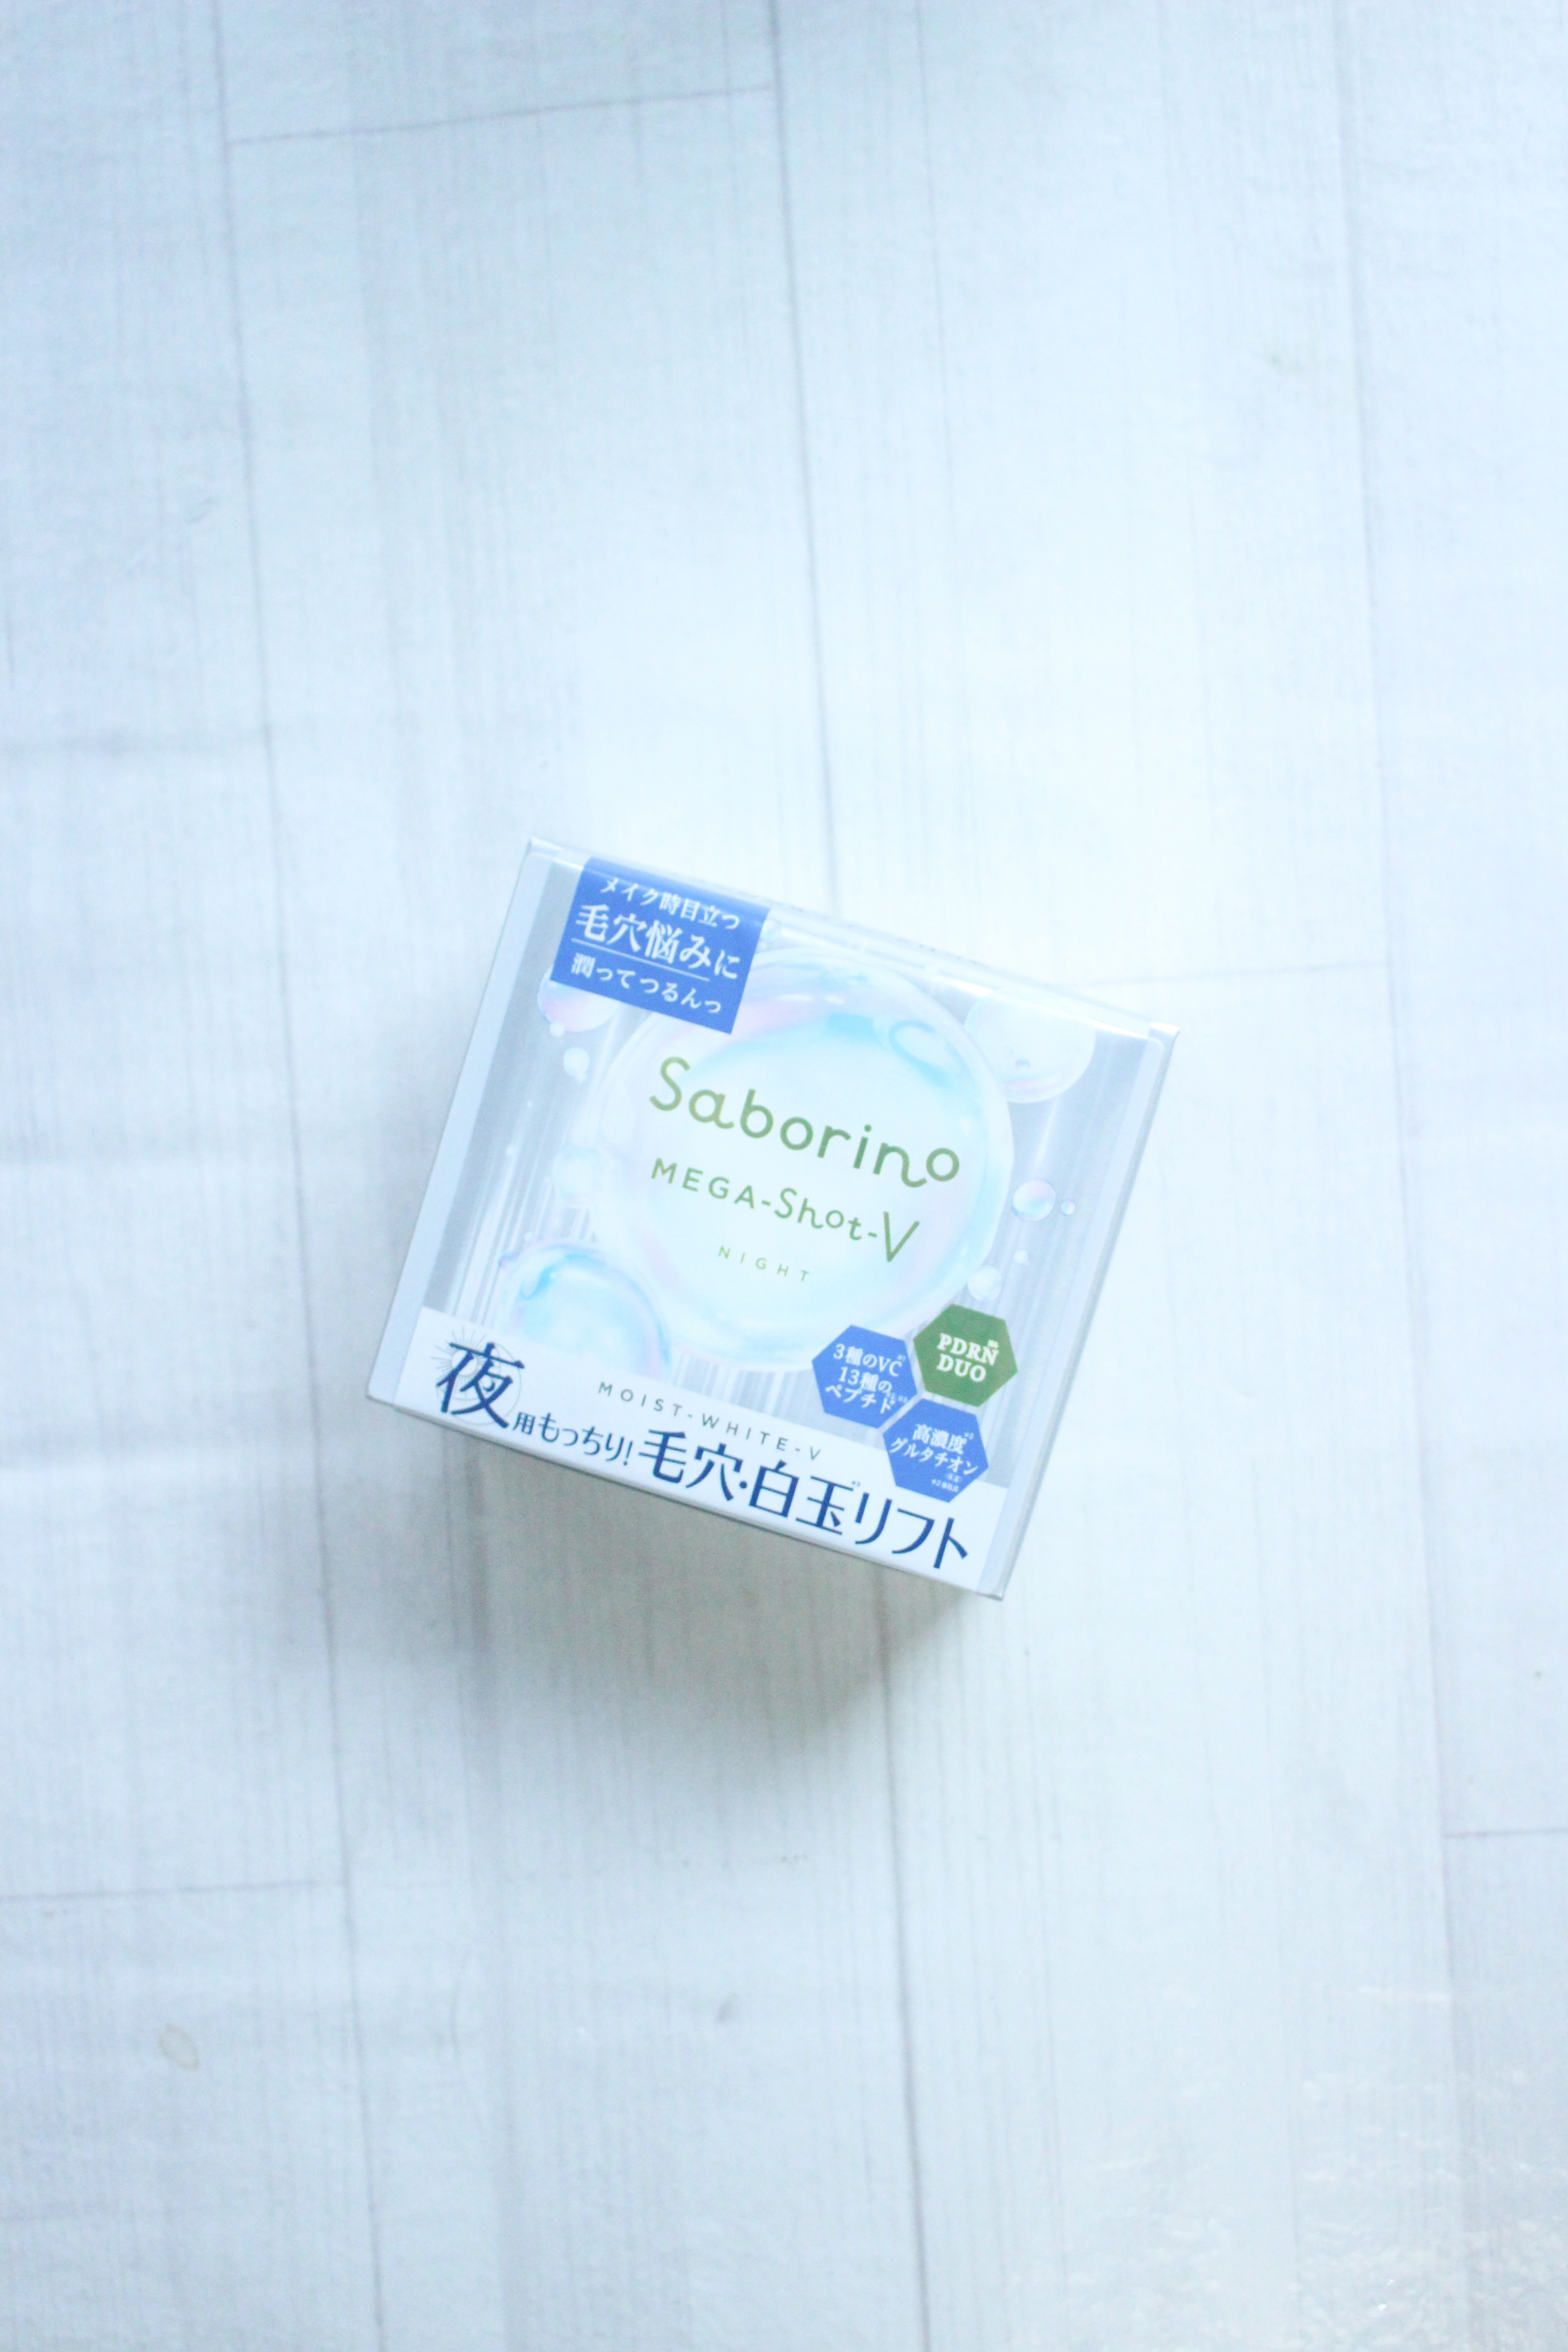 メイク時目立つ
毛穴悩みに
潤ってつるんっ
Saborino
MEGA-Shot-V
NIGHT
PDRN
DUO
3種のVC
13種の
ペプチド
高濃度
グルタチオン
MOIST-WHITE-V
夜用もっちり!毛穴・白玉リフト